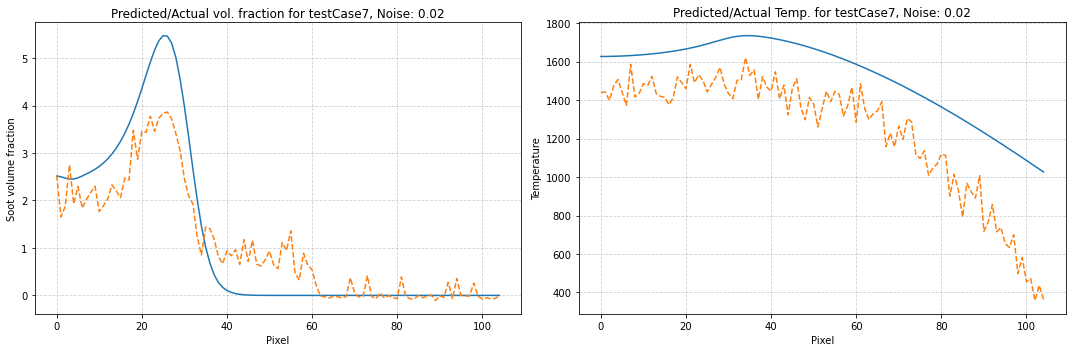 Predicted/Actual vol. fraction for testCase7, Noise: 0.02
Soot volume fraction
5
4
3
2
1
0
0 20 40 60 80 100
Pixel
Predicted/Actual Temp. for testCase7, Noise: 0.02
Temperature
1800
1600
1400
1200
1000
800
600
400
0 20 40 60 80 100
Pixel